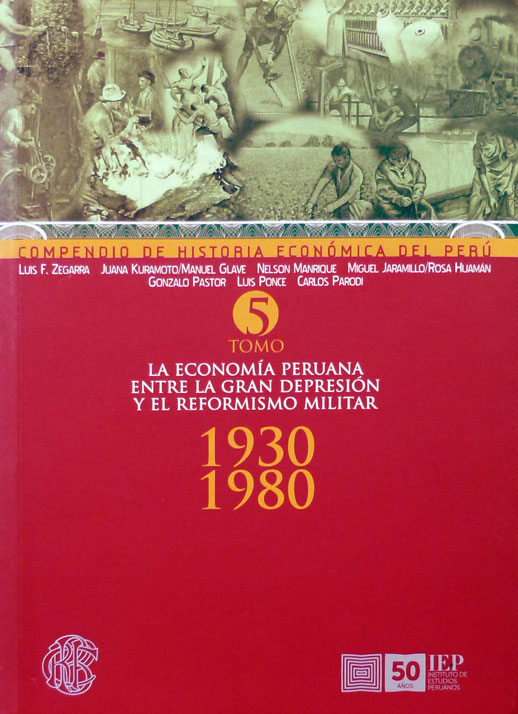 COMPENDIO DE HISTORIA ECONÓMICA DEL PERÚ
LUIS F. ZEGARRA JUANA KURAMOTO/MANUEL GLAVE NELSON MANRIQUE MIGUEL JARAMILLO/ROSA HUAMÁN
GONZALO PASTOR LUIS PONCE CARLOS PARODI
5
TOMO
LA ECONOMÍA PERUANA
ENTRE LA GRAN DEPRESIÓN
Y EL REFORMISMO MILITAR
1930
1980
50
AÑOS
IEP
INSTITUTO DE
ESTUDIOS
PERUANOS